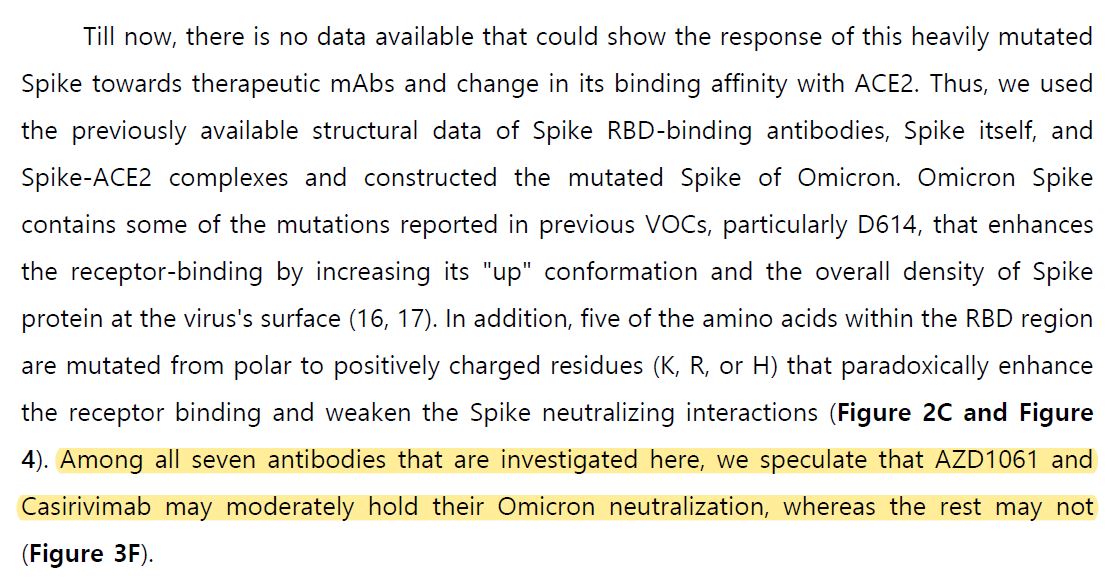 Till now, there is no data available that could show the response of this heavily mutated
Spike towards therapeutic mAbs and change in its binding affinity with ACE2. Thus, we used
the previously available structural data of Spike RBD-binding antibodies, Spike itself, and
Spike-ACE2 complexes and constructed the mutated Spike of Omicron. Omicron Spike
contains some of the mutations reported in previous VOCs, particularly D614, that enhances
the receptor-binding by increasing its "up" conformation and the overall density of Spike
protein at the virus's surface (16, 17). In addition, five of the amino acids within the RBD region
are mutated from polar to positively charged residues (K, R, or H) that paradoxically enhance
the receptor binding and weaken the Spike neutralizing interactions (Figure 2C and Figure
4). Among all seven antibodies that are investigated here, we speculate that AZD1061 and
Casirivimab may moderately hold their Omicron neutralization, whereas the rest may not
(Figure 3F).